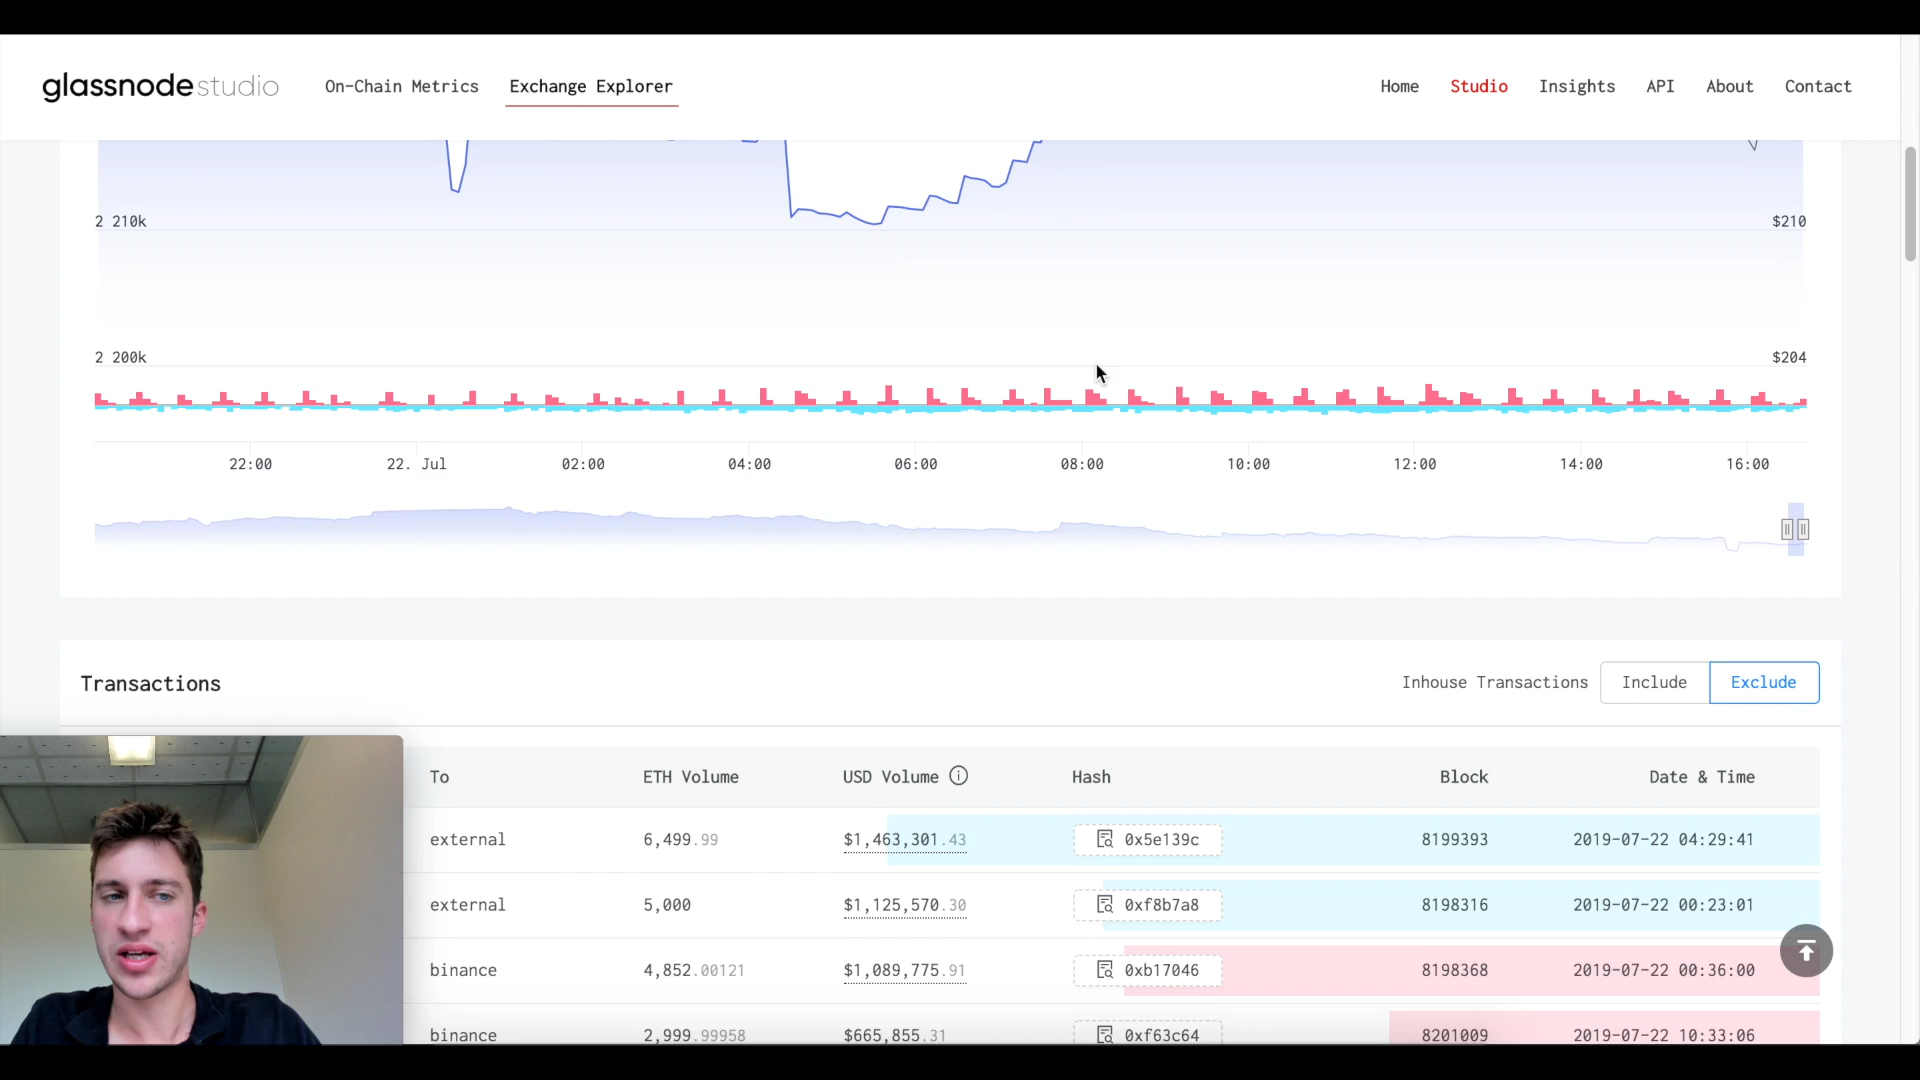 glassnodestudio On-Chain Metrics Exchange Explorer Home Studio Insights API About Contact
2 210k $210
2 200k $204
22:00 22. Jul 02:00 04:00 06:00 08:00 10:00 12:00 14:00 16:00
Transactions Inhouse Transactions Include Exclude
To ETH Volume USD Volume Hash Block Date & Time
external 6,499.99 $1,463,301.43 0x5e139c 8199393 2019-07-22 04:29:41
external 5,000 $1,125,570.30 0xf8b7a8 8198316 2019-07-22 00:23:01
binance 4,852.00121 $1,089,775.91 0xb17046 8198368 2019-07-22 00:36:00
binance 2,999.99958 $665,855.31 0xf63c64 8201009 2019-07-22 10:33:06